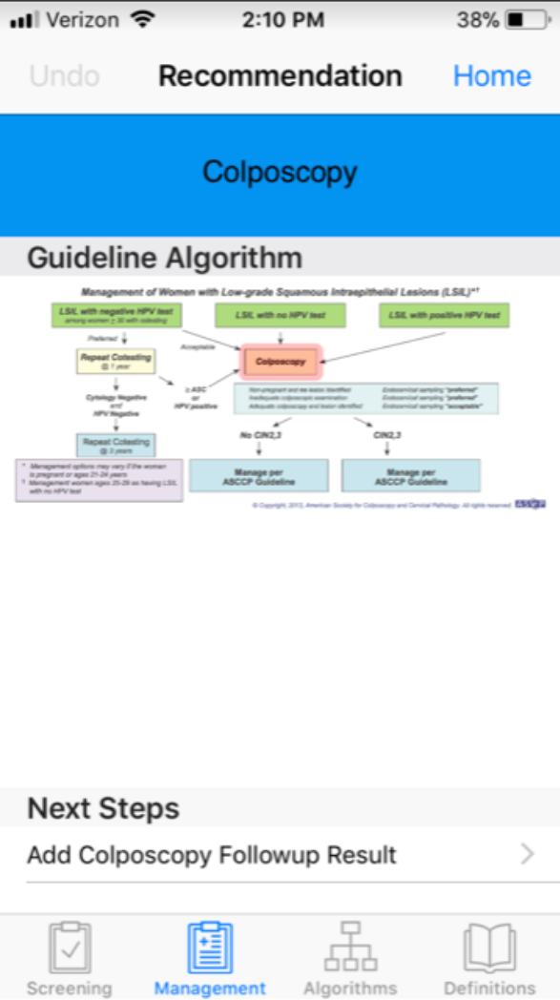 Verizon 2:10 PM 38%
Undo Recommendation Home
Colposcopy
Guideline Algorithm
Management of Women with Low-grade Squamous Intraepithelial Lesions (LSIL)*†
LSIL with negative HPV test
among women ≥ 30 with cotesting
LSIL with no HPV test
LSIL with positive HPV test
Preferred
Acceptable
Repeat Cotesting
@ 1 year
Colposcopy
≥ ASC
or
HPV positive
Cytology Negative
and
HPV Negative
Non-pregnant and no lesion identified Endocervical sampling "preferred"
Inadequate colposcopic examination Endocervical sampling "preferred"
Adequate colposcopy and lesion identified Endocervical sampling "acceptable"
No CIN2,3
CIN2,3
Repeat Cotesting
@ 3 years
Manage per
ASCCP Guideline
Manage per
ASCCP Guideline
* Management options may vary if the woman
is pregnant or ages 21-24 years
† Management women ages 25-29 as having LSIL
with no HPV test
© Copyright, 2013, American Society for Colposcopy and Cervical Pathology. All rights reserved.
Next Steps
Add Colposcopy Followup Result
Screening Management Algorithms Definitions